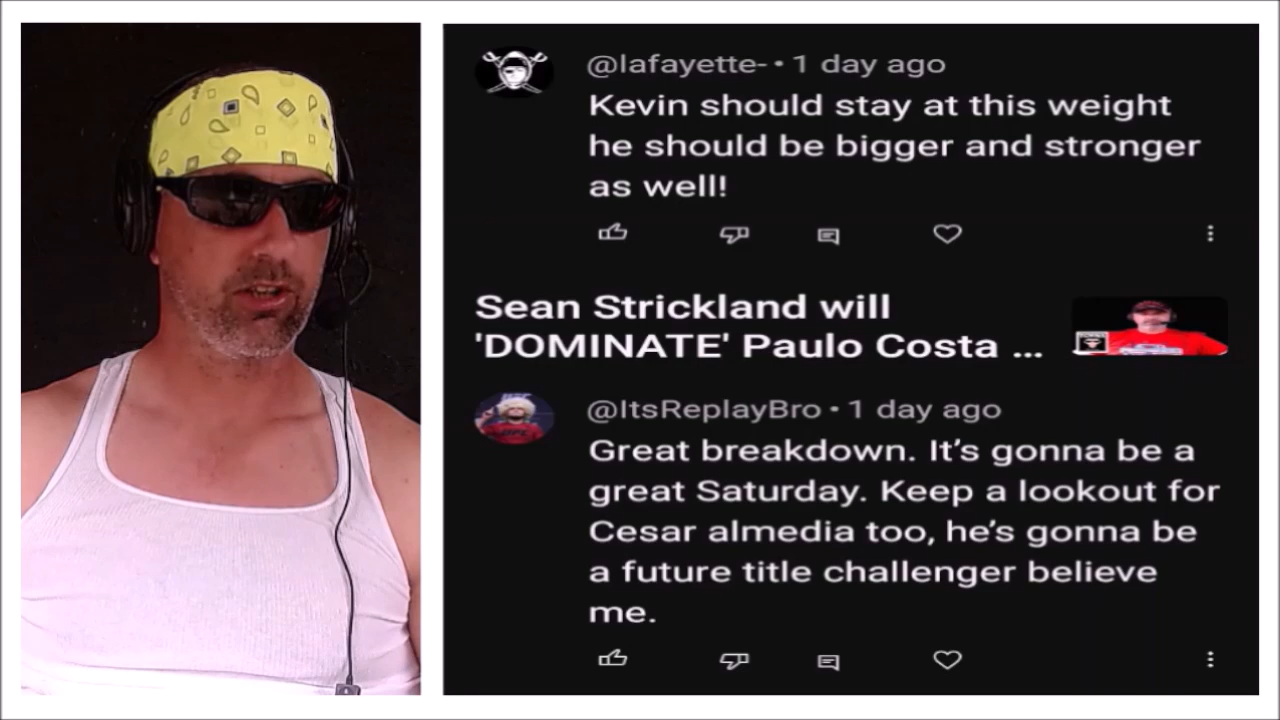 @lafayette- • 1 day ago
Kevin should stay at this weight
he should be bigger and stronger
as well!
Sean Strickland will
'DOMINATE' Paulo Costa ...
@ItsReplayBro • 1 day ago
Great breakdown. It's gonna be a
great Saturday. Keep a lookout for
Cesar almedia too, he's gonna be
a future title challenger believe
me.